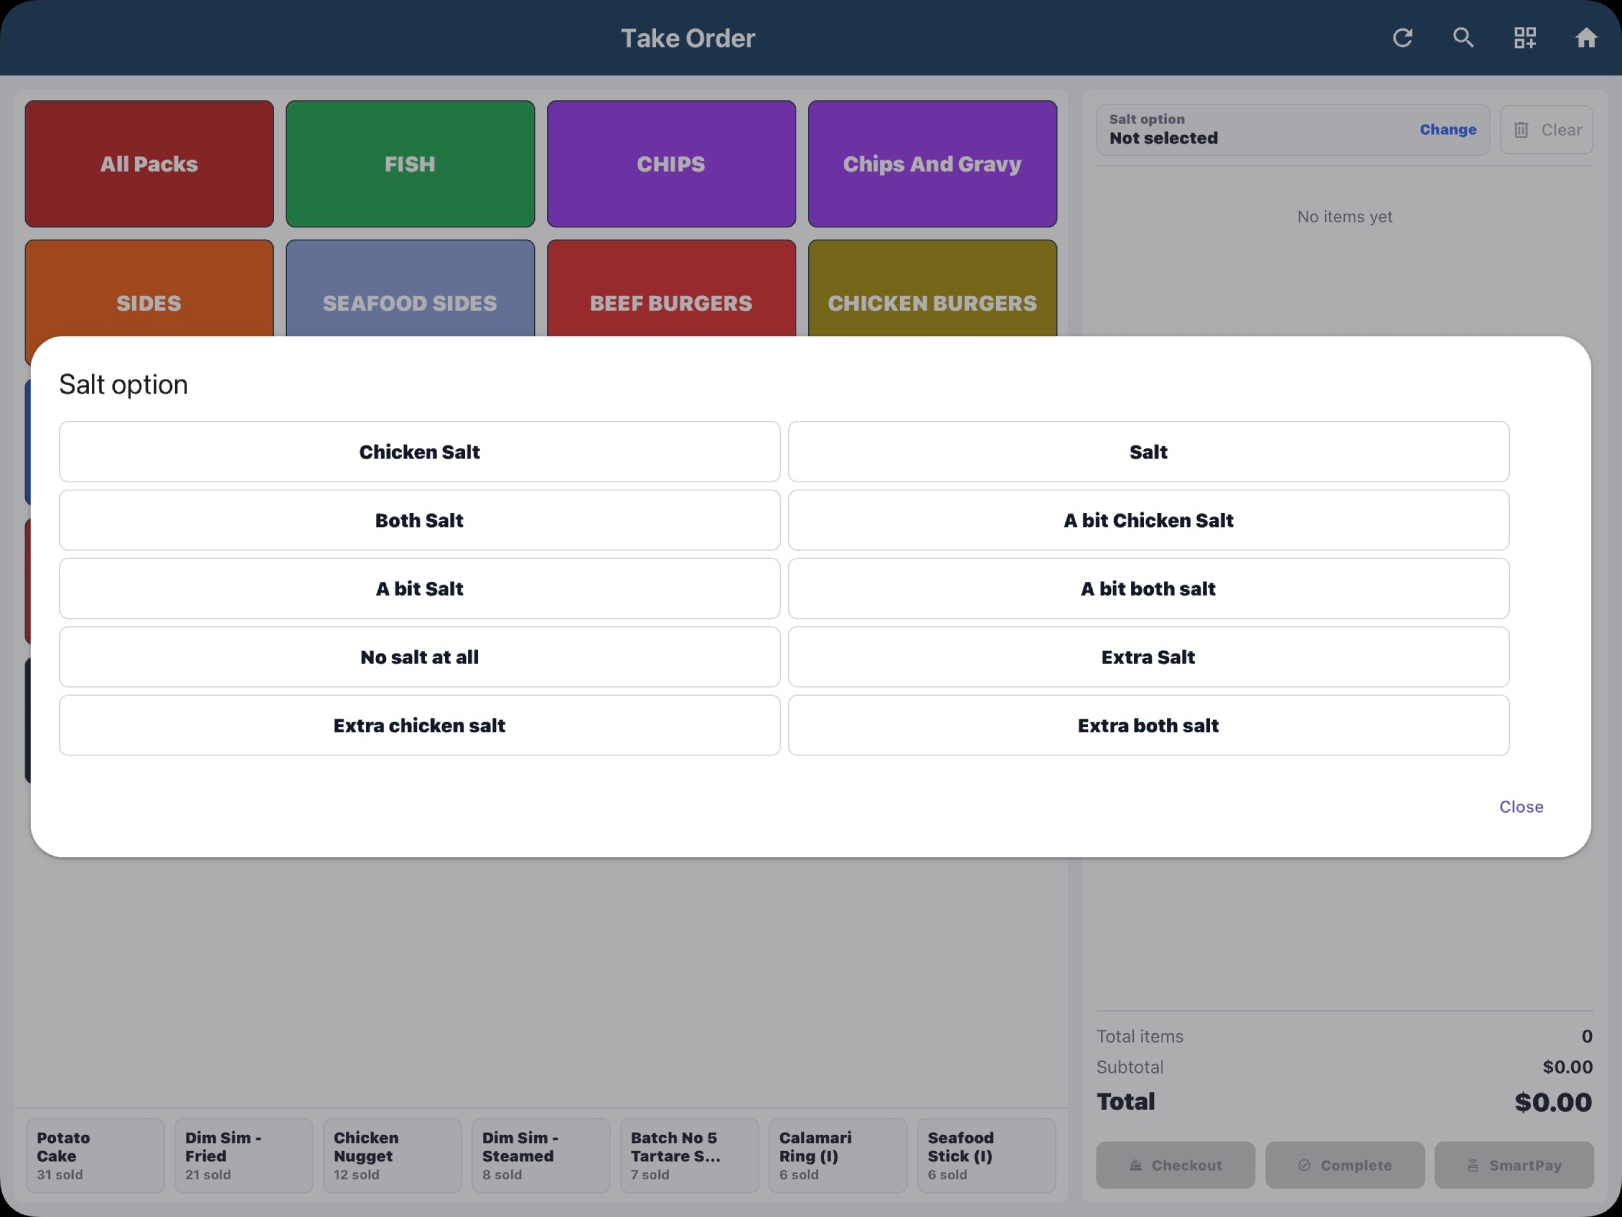 Take Order
All Packs
FISH
CHIPS
Chips And Gravy
SIDES
SEAFOOD SIDES
BEEF BURGERS
CHICKEN BURGERS
Salt option
Not selected
Change
Clear
No items yet
Salt option
Chicken Salt
Salt
Both Salt
A bit Chicken Salt
A bit Salt
A bit both salt
No salt at all
Extra Salt
Extra chicken salt
Extra both salt
Close
Total items
0
Subtotal
$0.00
Total
$0.00
Potato
Cake
31 sold
Dim Sim -
Fried
21 sold
Chicken
Nugget
12 sold
Dim Sim -
Steamed
8 sold
Batch No 5
Tartare S...
7 sold
Calamari
Ring (I)
6 sold
Seafood
Stick (I)
6 sold
Checkout
Complete
SmartPay